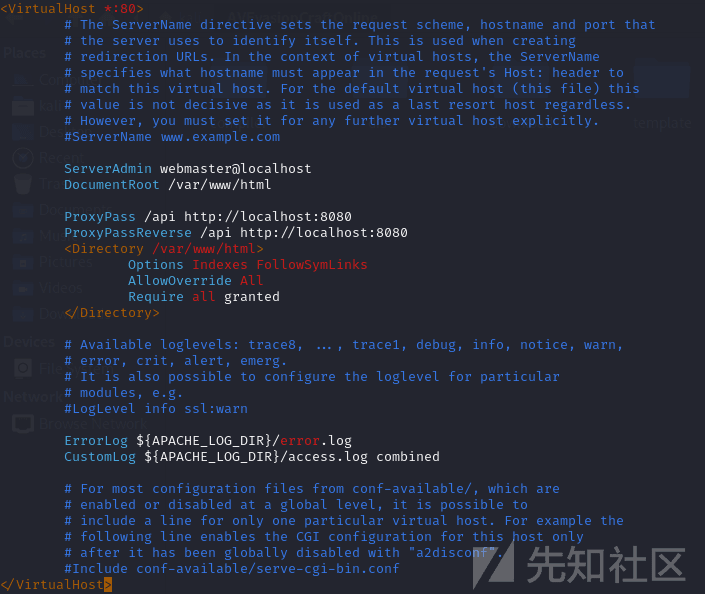 <VirtualHost *:80>
# The ServerName directive sets the request scheme, hostname and port that
# the server uses to identify itself. This is used when creating
# redirection URLs. In the context of virtual hosts, the ServerName
# specifies what hostname must appear in the request's Host: header to
# match this virtual host. For the default virtual host (this file) this
# value is not decisive as it is used as a last resort host regardless.
# However, you must set it for any further virtual host explicitly.
#ServerName www.example.com
ServerAdmin webmaster@localhost
DocumentRoot /var/www/html
ProxyPass /api http://localhost:8080
ProxyPassReverse /api http://localhost:8080
<Directory /var/www/html>
Options Indexes FollowSymLinks
AllowOverride All
Require all granted
</Directory>
# Available loglevels: trace8, ..., trace1, debug, info, notice, warn,
# error, crit, alert, emerg.
# It is also possible to configure the loglevel for particular
# modules, e.g.
#LogLevel info ssl:warn
ErrorLog ${APACHE_LOG_DIR}/error.log
CustomLog ${APACHE_LOG_DIR}/access.log combined
# For most configuration files from conf-available/, which are
# enabled or disabled at a global level, it is possible to
# include a line for only one particular virtual host. For example the
# following line enables the CGI configuration for this host only
# after it has been globally disabled with "a2disconf".
#Include conf-available/serve-cgi-bin.conf
</VirtualHost>
先知社区